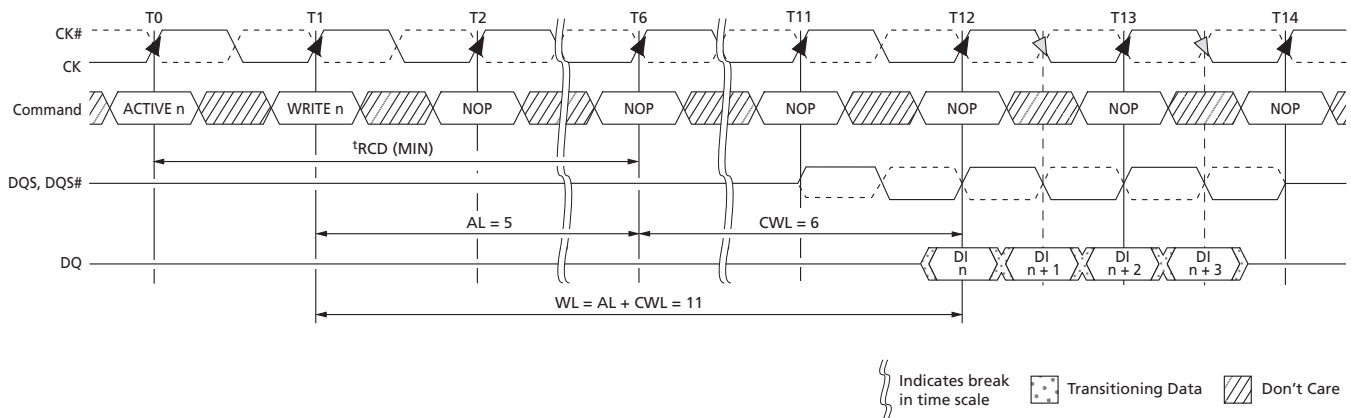 T0 T1 T2 T6 T11 T12 T13 T14
CK#
CK
Command ACTIVE n WRITE n NOP NOP NOP NOP NOP NOP
tRCD (MIN)
DQS, DQS#
AL = 5 CWL = 6
DQ DI n DI n + 1 DI n + 2 DI n + 3
WL = AL + CWL = 11
Indicates break in time scale Transitioning Data Don't Care